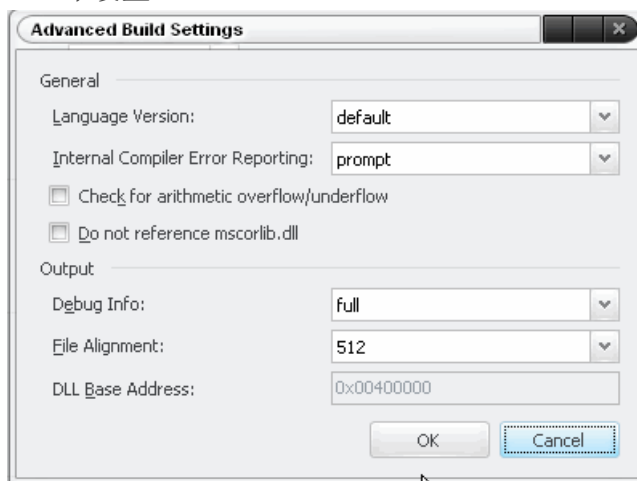 Advanced Build Settings
General
Language Version:
default
Internal Compiler Error Reporting:
prompt
Check for arithmetic overflow/underflow
Do not reference mscorlib.dll
Output
Debug Info:
full
File Alignment:
512
DLL Base Address:
0x00400000
OK
Cancel